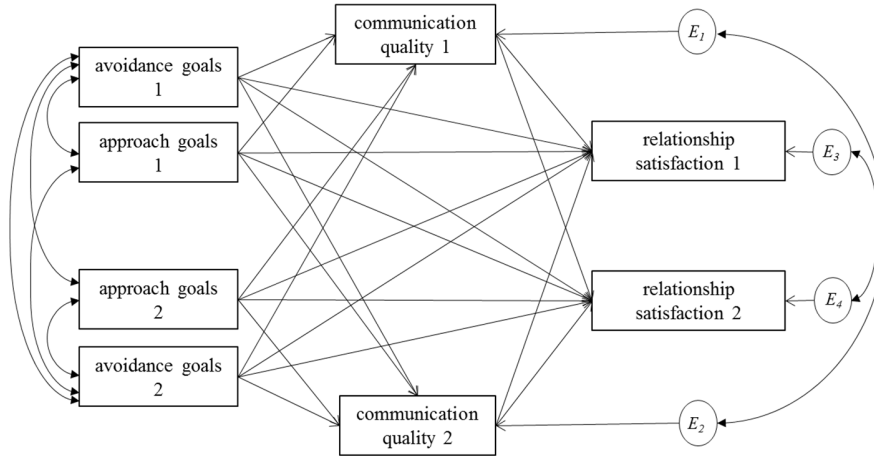 communication
quality 1
E1
avoidance goals
1
approach goals
1
relationship
satisfaction 1
E3
approach goals
2
relationship
satisfaction 2
E4
avoidance goals
2
communication
quality 2
E2